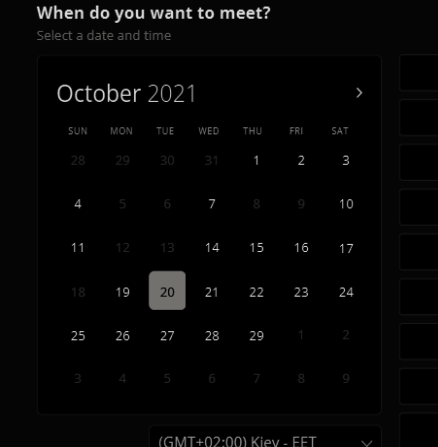 When do you want to meet?
Select a date and time
October 2021
SUN MON TUE WED THU FRI SAT
28 29 30 31 1 2 3
4 5 6 7 8 9 10
11 12 13 14 15 16 17
18 19 20 21 22 23 24
25 26 27 28 29 1 2
3 4 5 6 7 8 9
(GMT+02:00) Kiev - EET